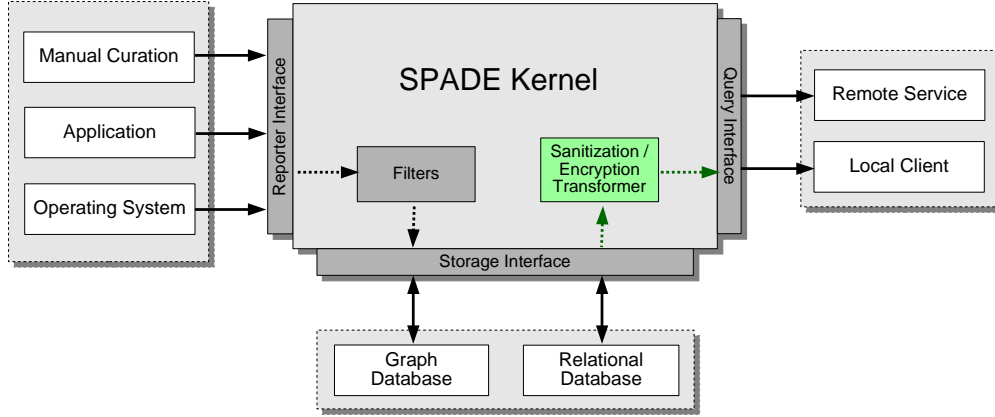 Manual Curation
Application
Operating System
Reporter Interface
SPADE Kernel
Filters
Sanitization /
Encryption
Transformer
Query Interface
Remote Service
Local Client
Storage Interface
Graph
Database
Relational
Database